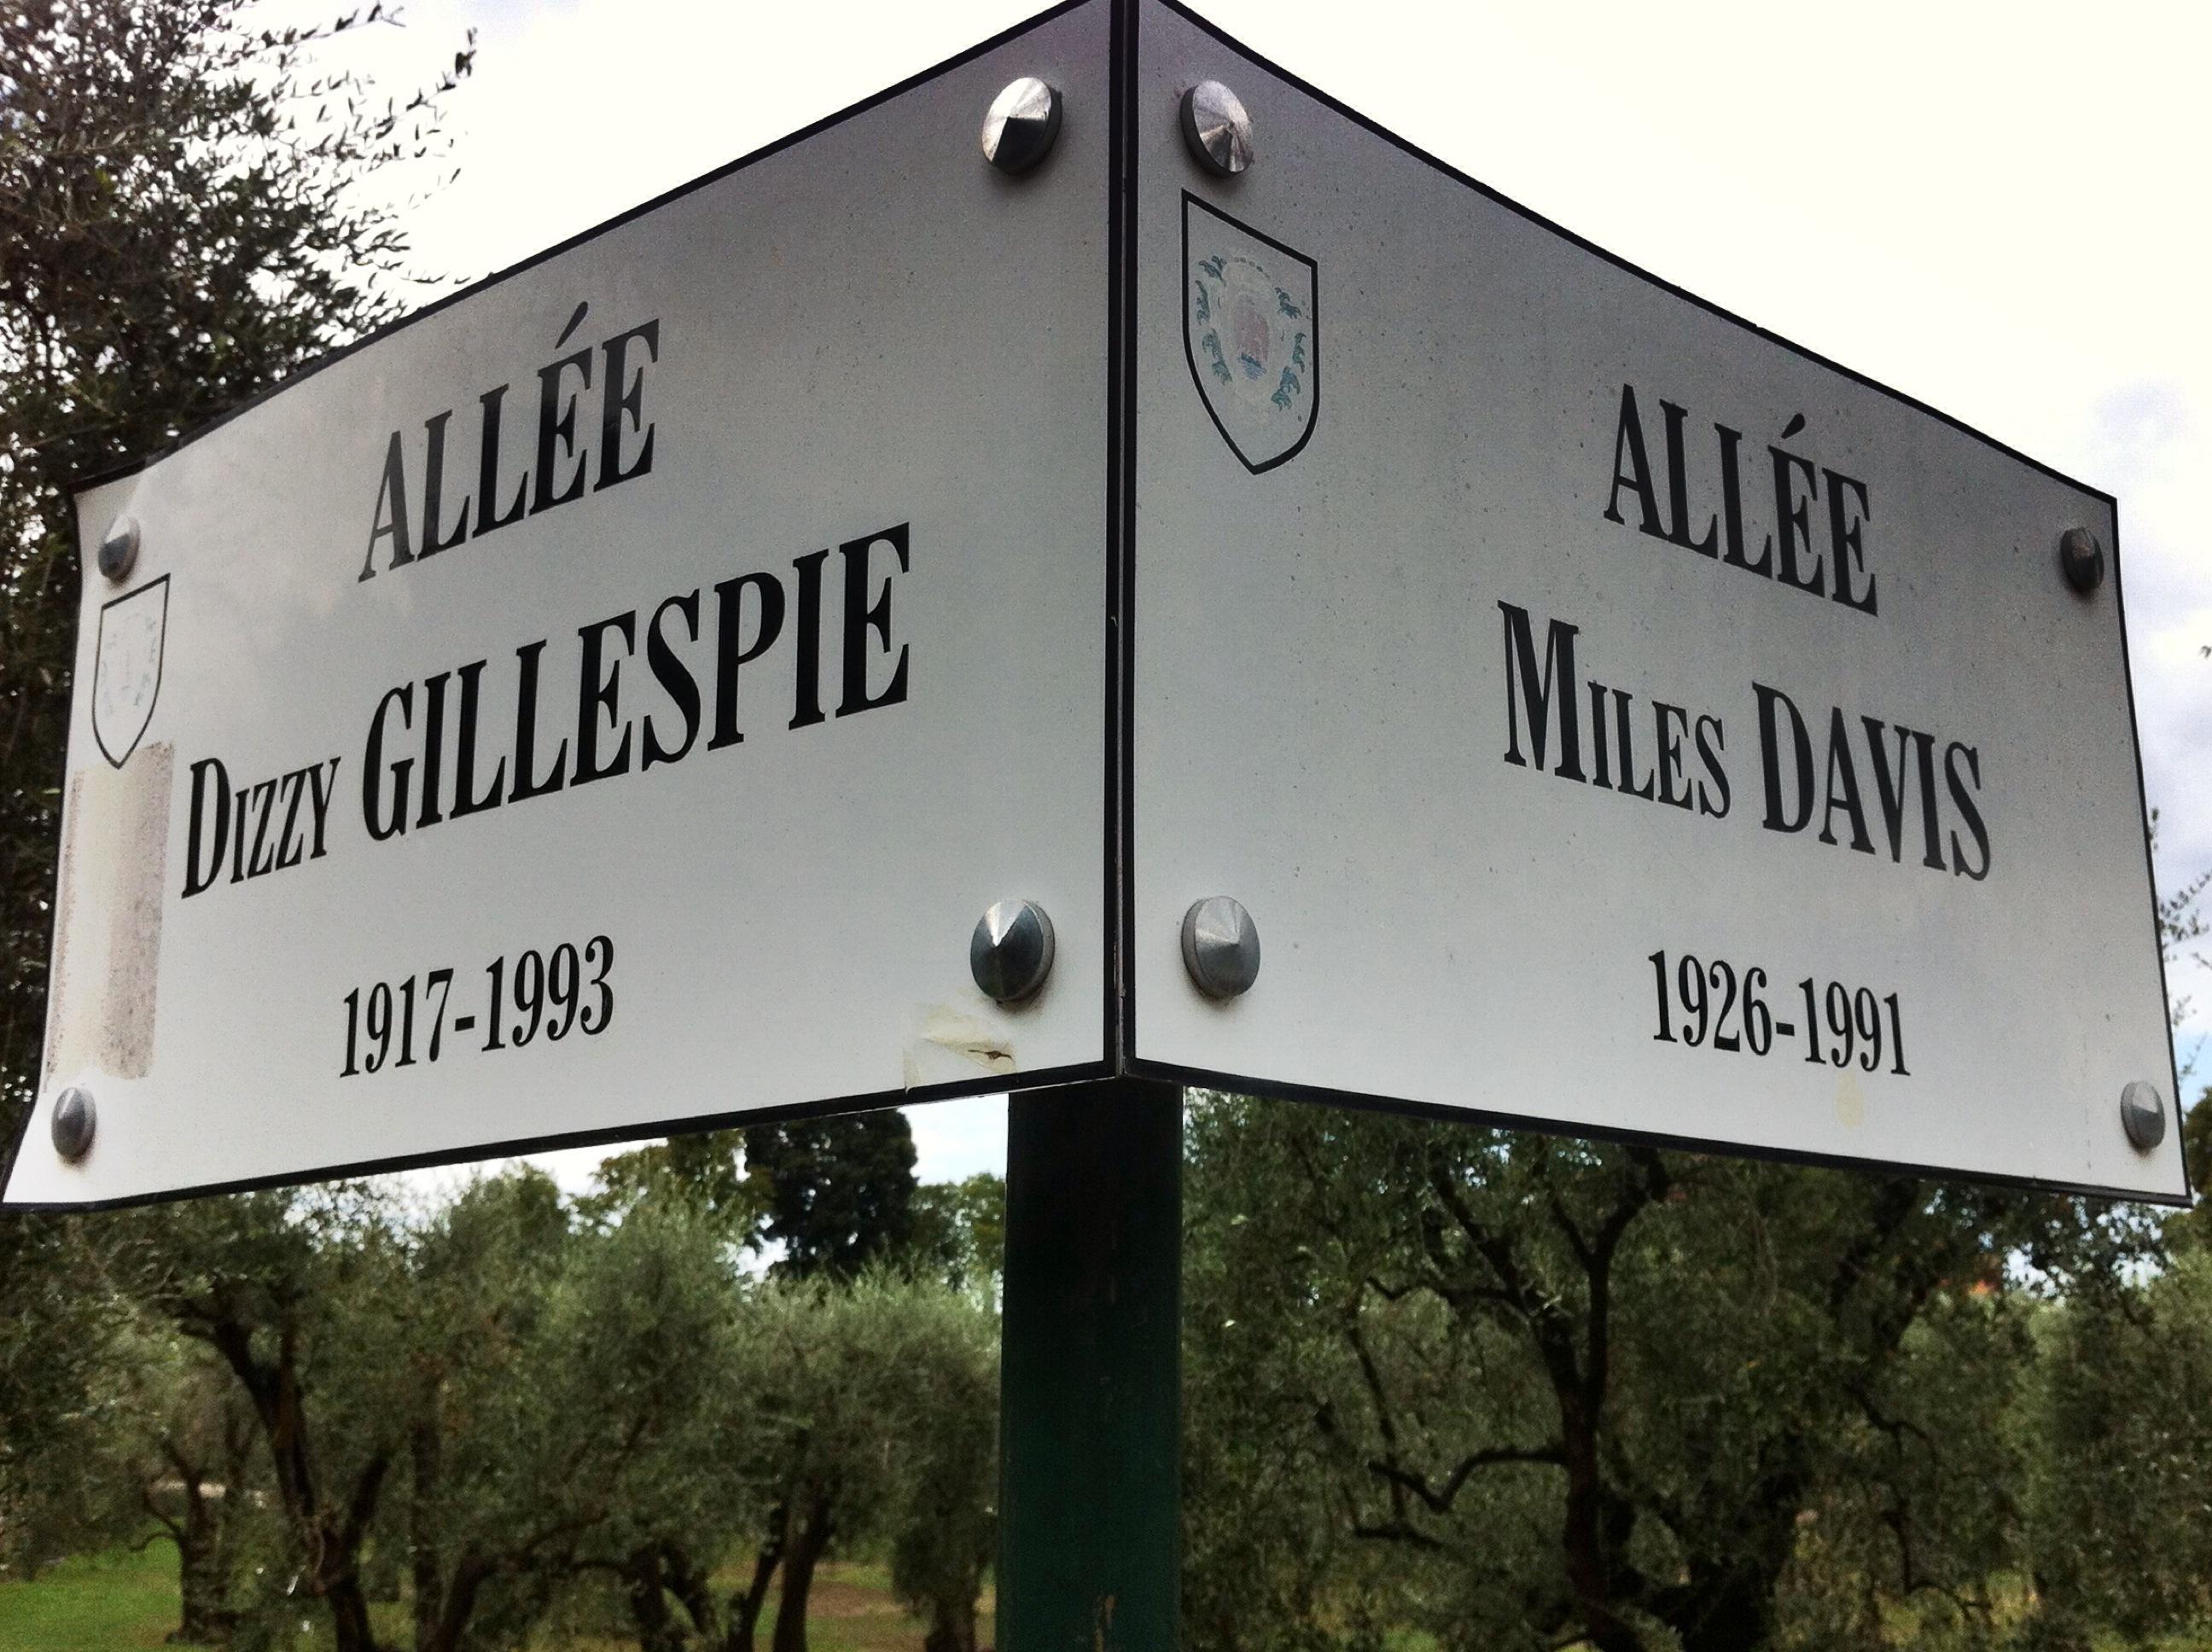 ALLÉE
DIZZY GILLESPIE
1917-1993
ALLÉE
MILES DAVIS
1926-1991